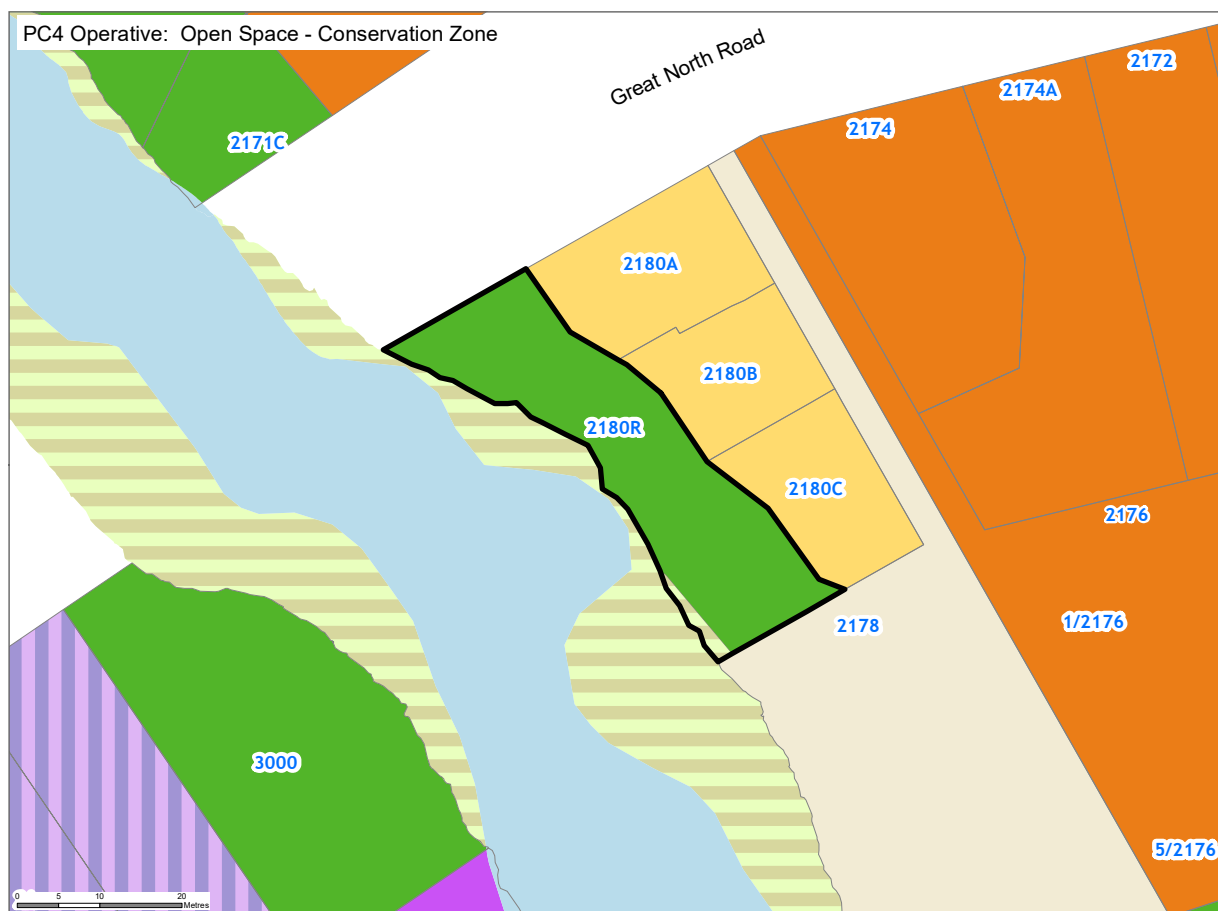 PC4 Operative: Open Space - Conservation Zone
Great North Road
2172
2174A
2174
2171C
2180A
2180B
2180R
2180C
2176
1/2176
2178
3000
5/2176
0 5 10 20
Metres